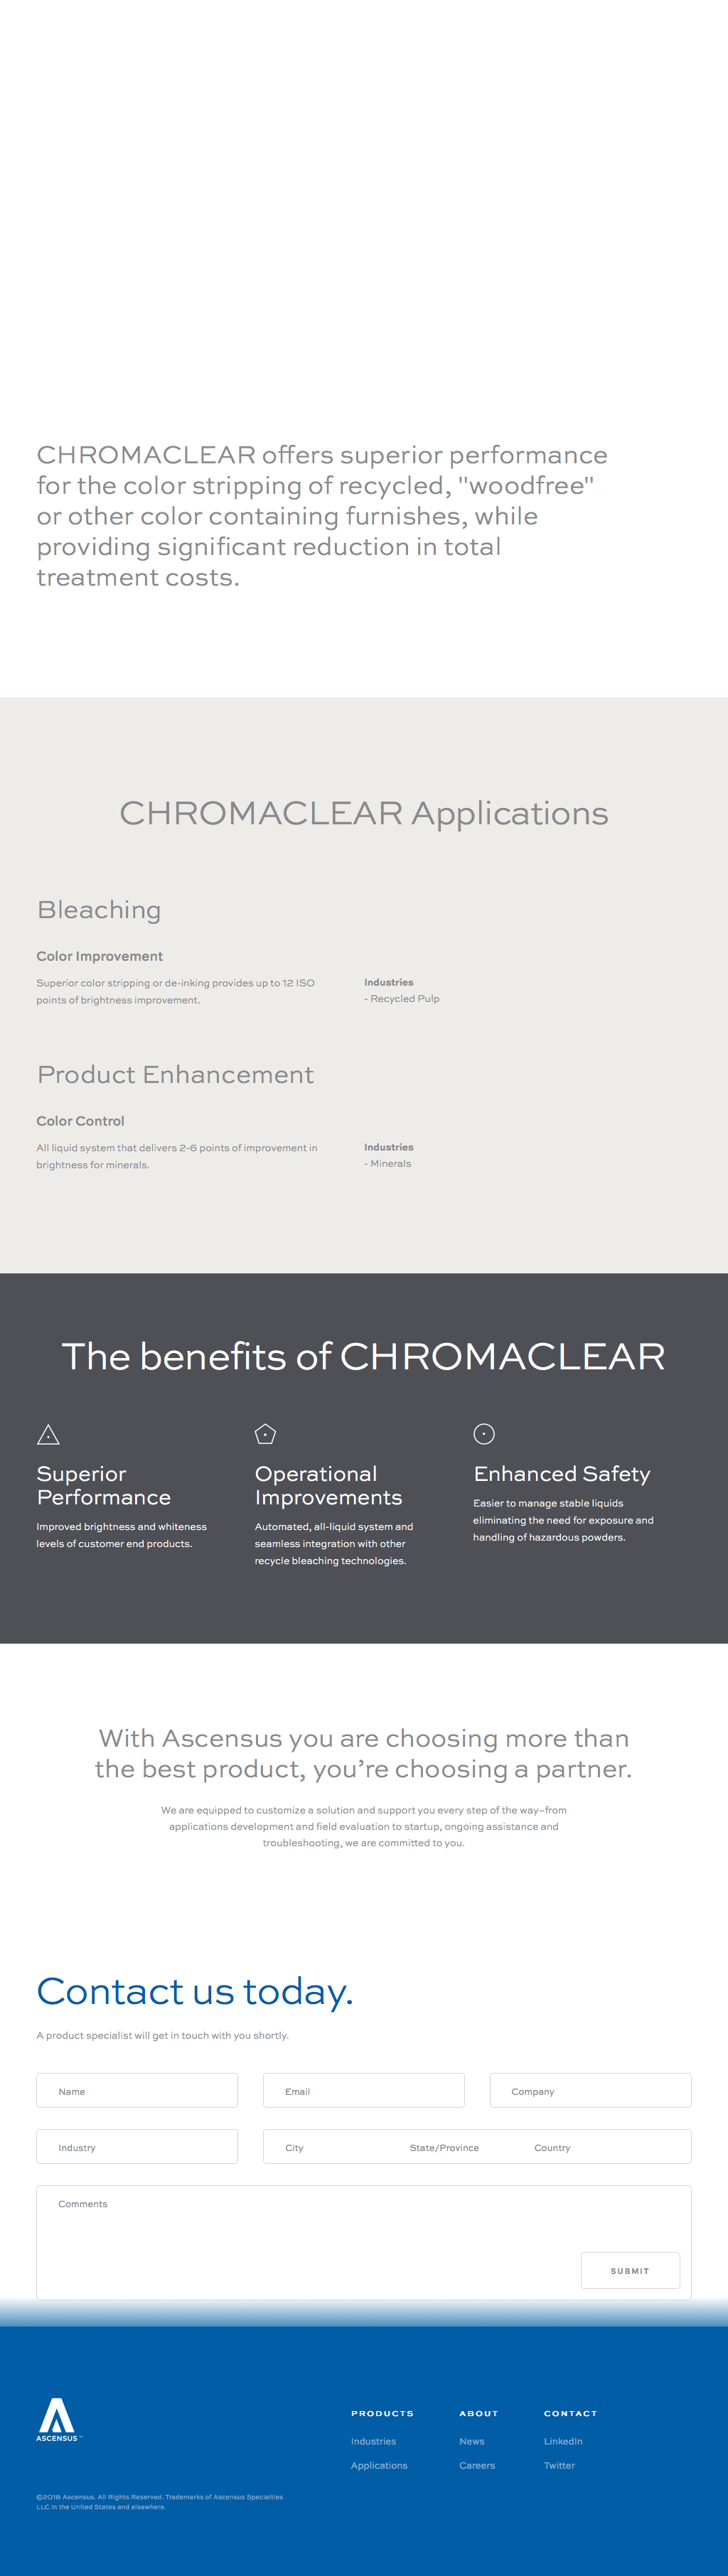 CHROMACLEAR offers superior performance
for the color stripping of recycled, "woodfree"
or other color containing furnishes, while
providing significant reduction in total
treatment costs.
CHROMACLEAR Applications
Bleaching
Color Improvement
Superior color stripping or de-inking provides up to 12 ISO
points of brightness improvement.
Industries
- Recycled Pulp
Product Enhancement
Color Control
All liquid system that delivers 2-6 points of improvement in
brightness for minerals.
Industries
- Minerals
The benefits of CHROMACLEAR
Superior
Performance
Improved brightness and whiteness
levels of customer end products.
Operational
Improvements
Automated, all-liquid system and
seamless integration with other
recycle bleaching technologies.
Enhanced Safety
Easier to manage stable liquids
eliminating the need for exposure and
handling of hazardous powders.
With Ascensus you are choosing more than
the best product, you're choosing a partner.
We are equipped to customize a solution and support you every step of the way–from
applications development and field evaluation to startup, ongoing assistance and
troubleshooting, we are committed to you.
Contact us today.
A product specialist will get in touch with you shortly.
Name
Email
Company
Industry
City
State/Province
Country
Comments
SUBMIT
ASCENSUS™
PRODUCTS
Industries
Applications
ABOUT
News
Careers
CONTACT
LinkedIn
Twitter
©2018 Ascensus. All Rights Reserved. Trademarks of Ascensus Specialties
LLC in the United States and elsewhere.